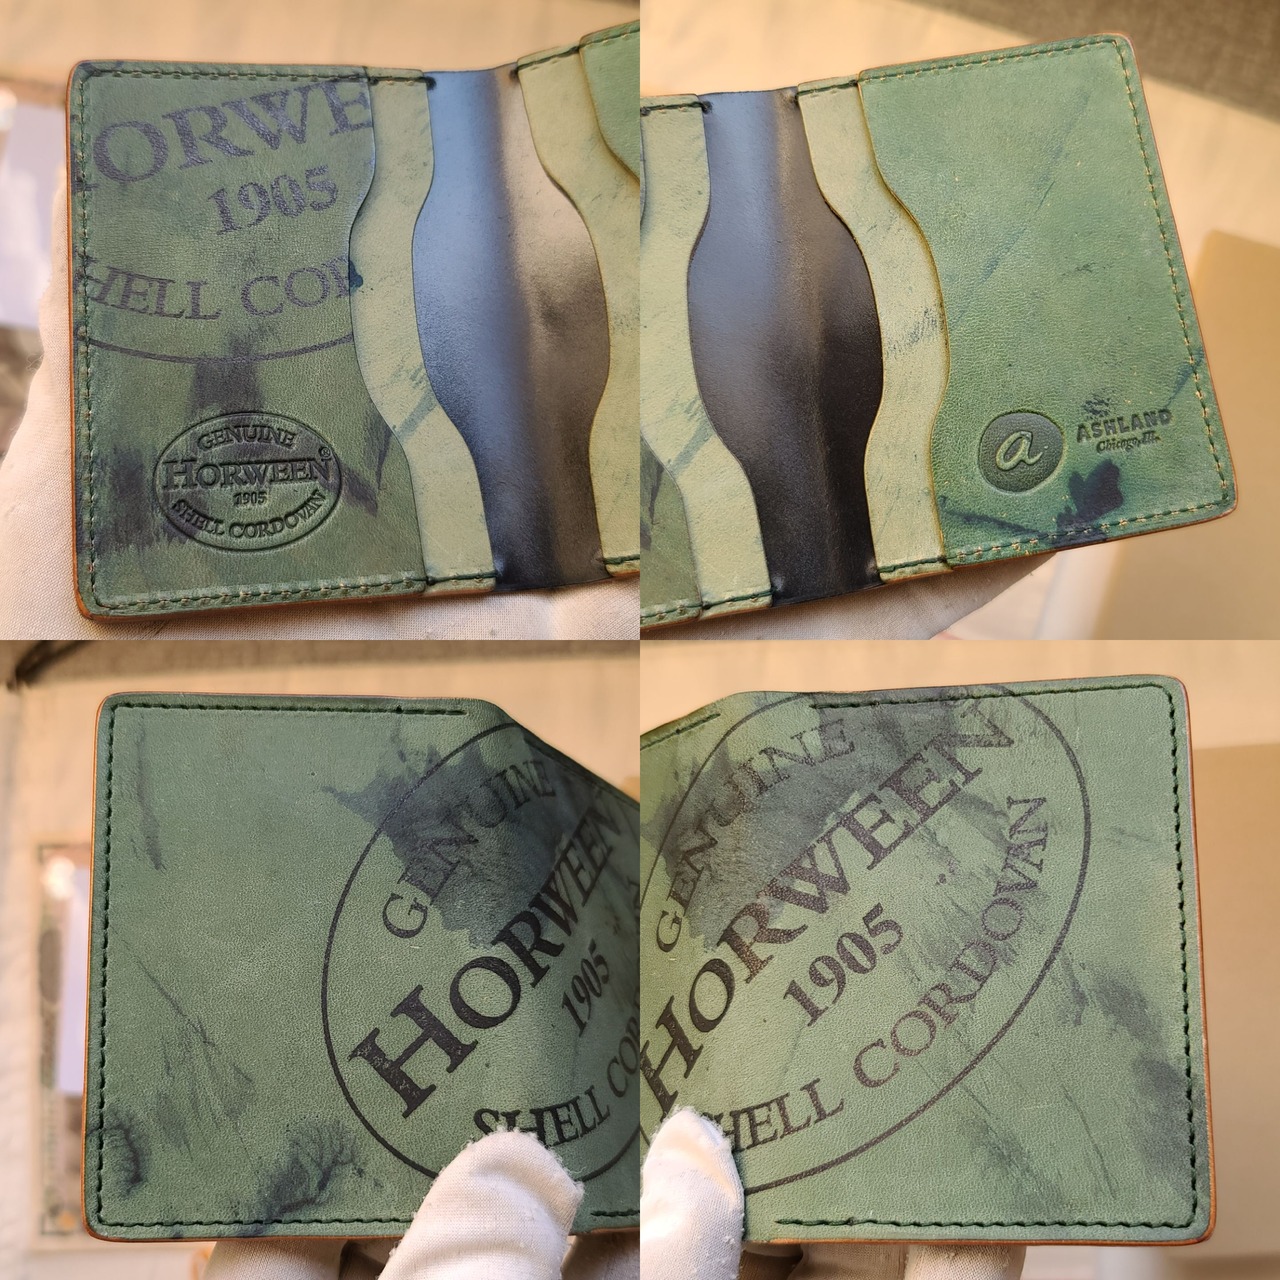 ORWE
1905
HELL COR
GENUINE
HORWEEN®
1905
SHELL CORDOVAN
a
ASHLAND
Chicago, Ill.
GENUINE
HORWEEN
1905
SHELL CO
GENUINE
HORWEEN
1905
SHELL CORDOVAN